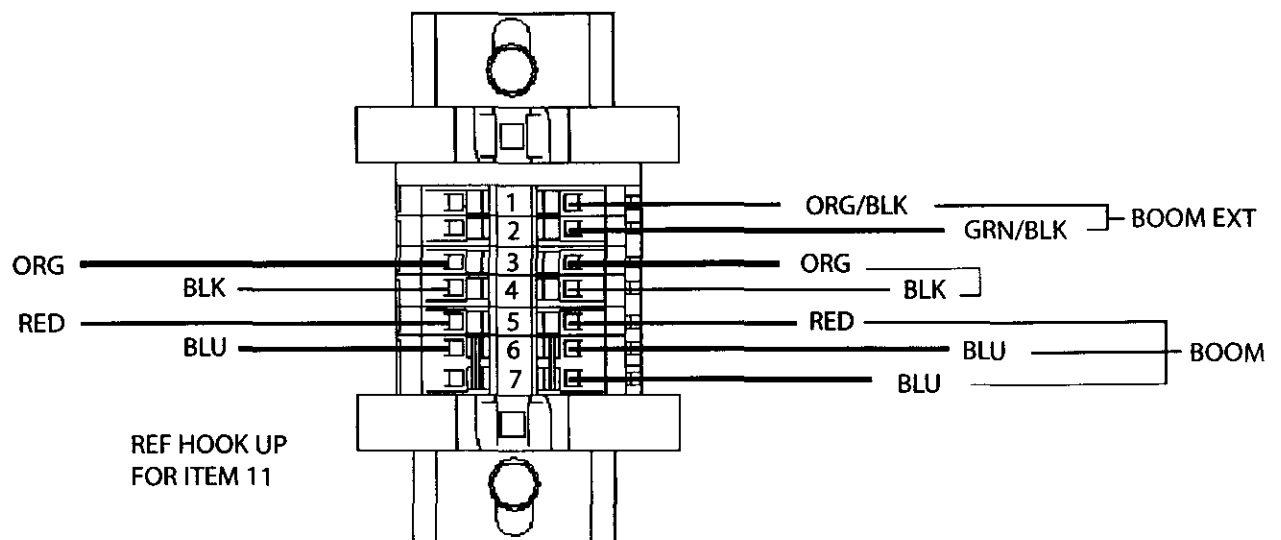 1 ORG/BLK
BOOM EXT
2 GRN/BLK
ORG 3 ORG
BLK 4 BLK
RED 5 RED
BLU 6 BLU BOOM
7 BLU
REF HOOK UP
FOR ITEM 11